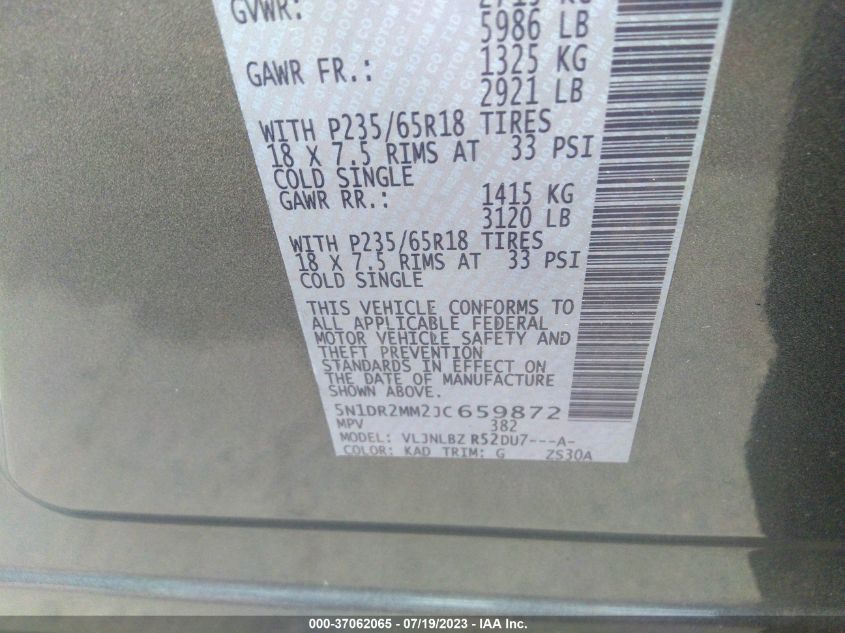 GVWR:
5986 LB
GAWR FR.: 1325 KG
2921 LB
WITH P235/65R18 TIRES
18 X 7.5 RIMS AT 33 PSI
COLD SINGLE
GAWR RR.: 1415 KG
3120 LB
WITH P235/65R18 TIRES
18 X 7.5 RIMS AT 33 PSI
COLD SINGLE
THIS VEHICLE CONFORMS TO
ALL APPLICABLE FEDERAL
MOTOR VEHICLE SAFETY AND
THEFT PREVENTION
STANDARDS IN EFFECT ON
THE DATE OF MANUFACTURE
SHOWN ABOVE.
5N1DR2MM2JC659872
MPV 382
MODEL: VLJNLBZ R52DU7---A-
COLOR: KAD TRIM: G ZS30A
000-37062065 - 07/19/2023 - IAA Inc.